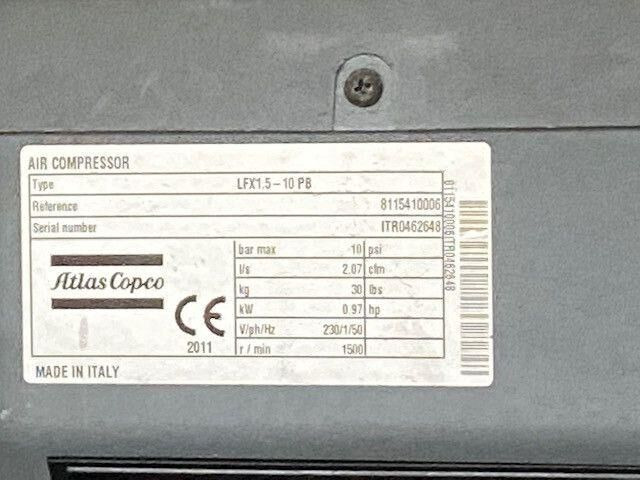 AIR COMPRESSOR
Type LFX1.5-10 PB
Reference 8115410006
Serial number ITR0462648
bar max 10 psi
l/s 2.07 cfm
kg 30 lbs
kW 0.97 hp
V/ph/Hz 230/1/50
r / min 1500
Atlas Copco
CE
2011
MADE IN ITALY
8115410006ITR0462648